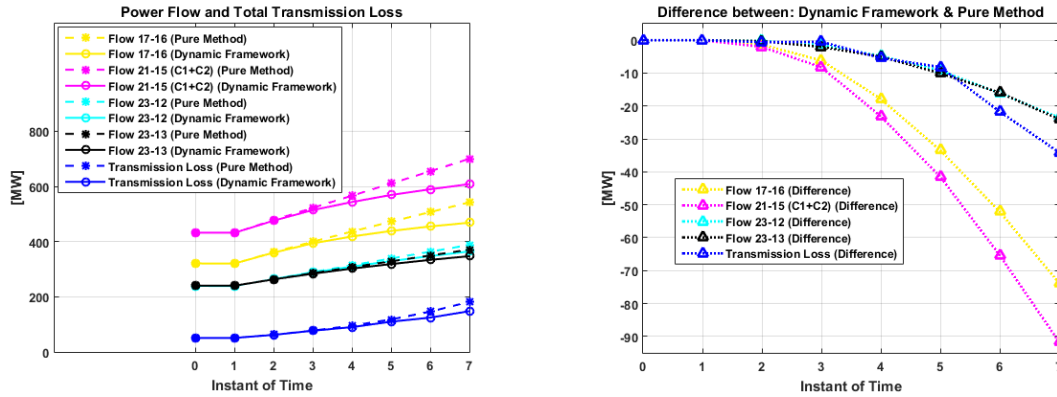 Power Flow and Total Transmission Loss
Flow 17-16 (Pure Method)
Flow 17-16 (Dynamic Framework)
Flow 21-15 (C1+C2) (Pure Method)
Flow 21-15 (C1+C2) (Dynamic Framework)
Flow 23-12 (Pure Method)
Flow 23-12 (Dynamic Framework)
Flow 23-13 (Pure Method)
Flow 23-13 (Dynamic Framework)
Transmission Loss (Pure Method)
Transmission Loss (Dynamic Framework)
[MW]
800
600
400
200
0
0 1 2 3 4 5 6 7
Instant of Time
Difference between: Dynamic Framework & Pure Method
[MW]
0
-10
-20
-30
-40
-50
-60
-70
-80
-90
Flow 17-16 (Difference)
Flow 21-15 (C1+C2) (Difference)
Flow 23-12 (Difference)
Flow 23-13 (Difference)
Transmission Loss (Difference)
0 1 2 3 4 5 6 7
Instant of Time